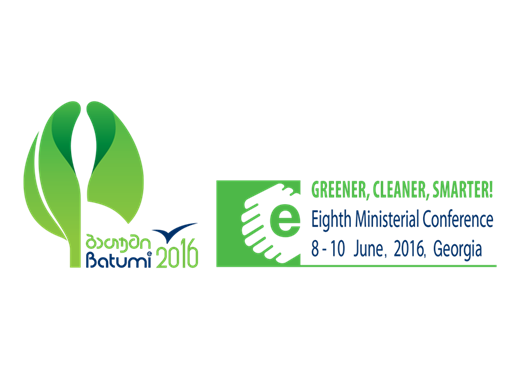 ბათუმი
Batumi 2016
e
GREENER, CLEANER, SMARTER!
Eighth Ministerial Conference
8 - 10 June, 2016, Georgia